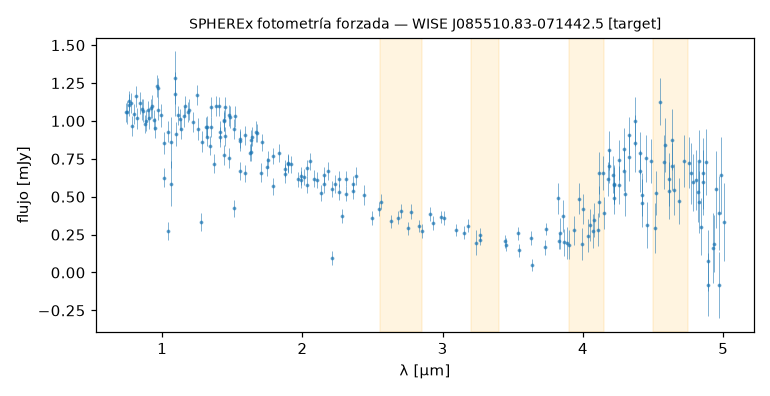 SPHEREx fotometría forzada — WISE J085510.83-071442.5 [target]
flujo [mJy]
1.50
1.25
1.00
0.75
0.50
0.25
0.00
−0.25
1 2 3 4 5
λ [μm]